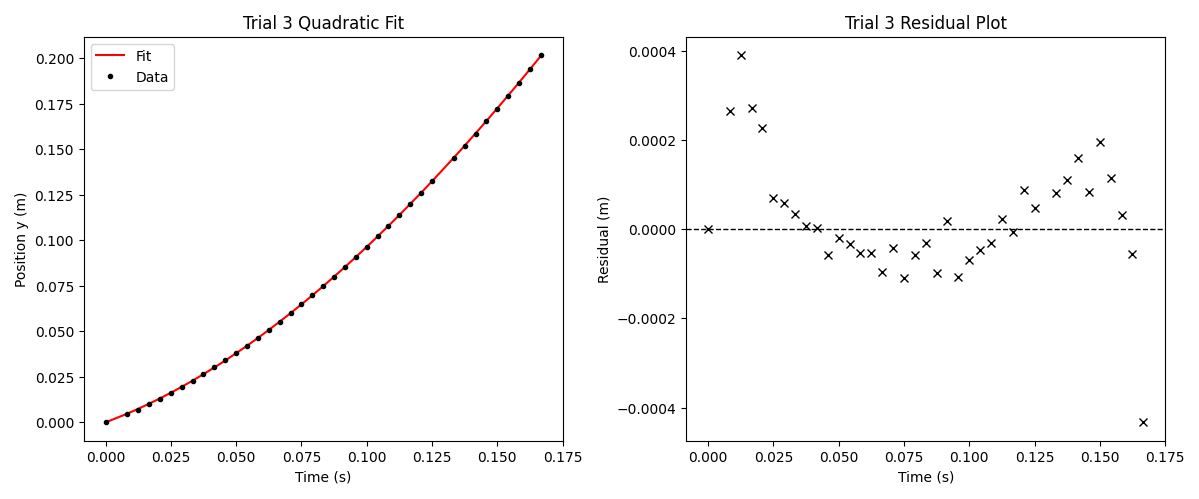 Trial 3 Quadratic Fit
Fit
Data
0.200
0.175
0.150
0.125
0.100
0.075
0.050
0.025
0.000
Position y (m)
0.000 0.025 0.050 0.075 0.100 0.125 0.150 0.175
Time (s)
Trial 3 Residual Plot
0.0004
0.0002
0.0000
−0.0002
−0.0004
Residual (m)
0.000 0.025 0.050 0.075 0.100 0.125 0.150 0.175
Time (s)